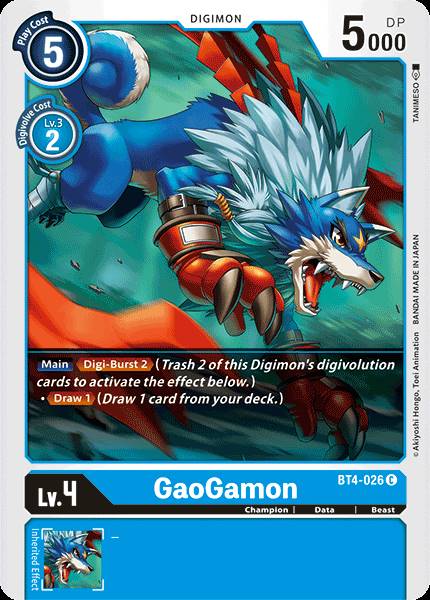 Play Cost
5
DIGIMON
DP
5000
Digivolve Cost
Lv.3
2
TANIMESO
© Akiyoshi Hongo, Toei Animation BANDAI MADE IN JAPAN
Main Digi-Burst 2 (Trash 2 of this Digimon's digivolution
cards to activate the effect below.)
• Draw 1 (Draw 1 card from your deck.)
Lv.4
GaoGamon
BT4-026 C
Champion | Data | Beast
Inherited Effect
–